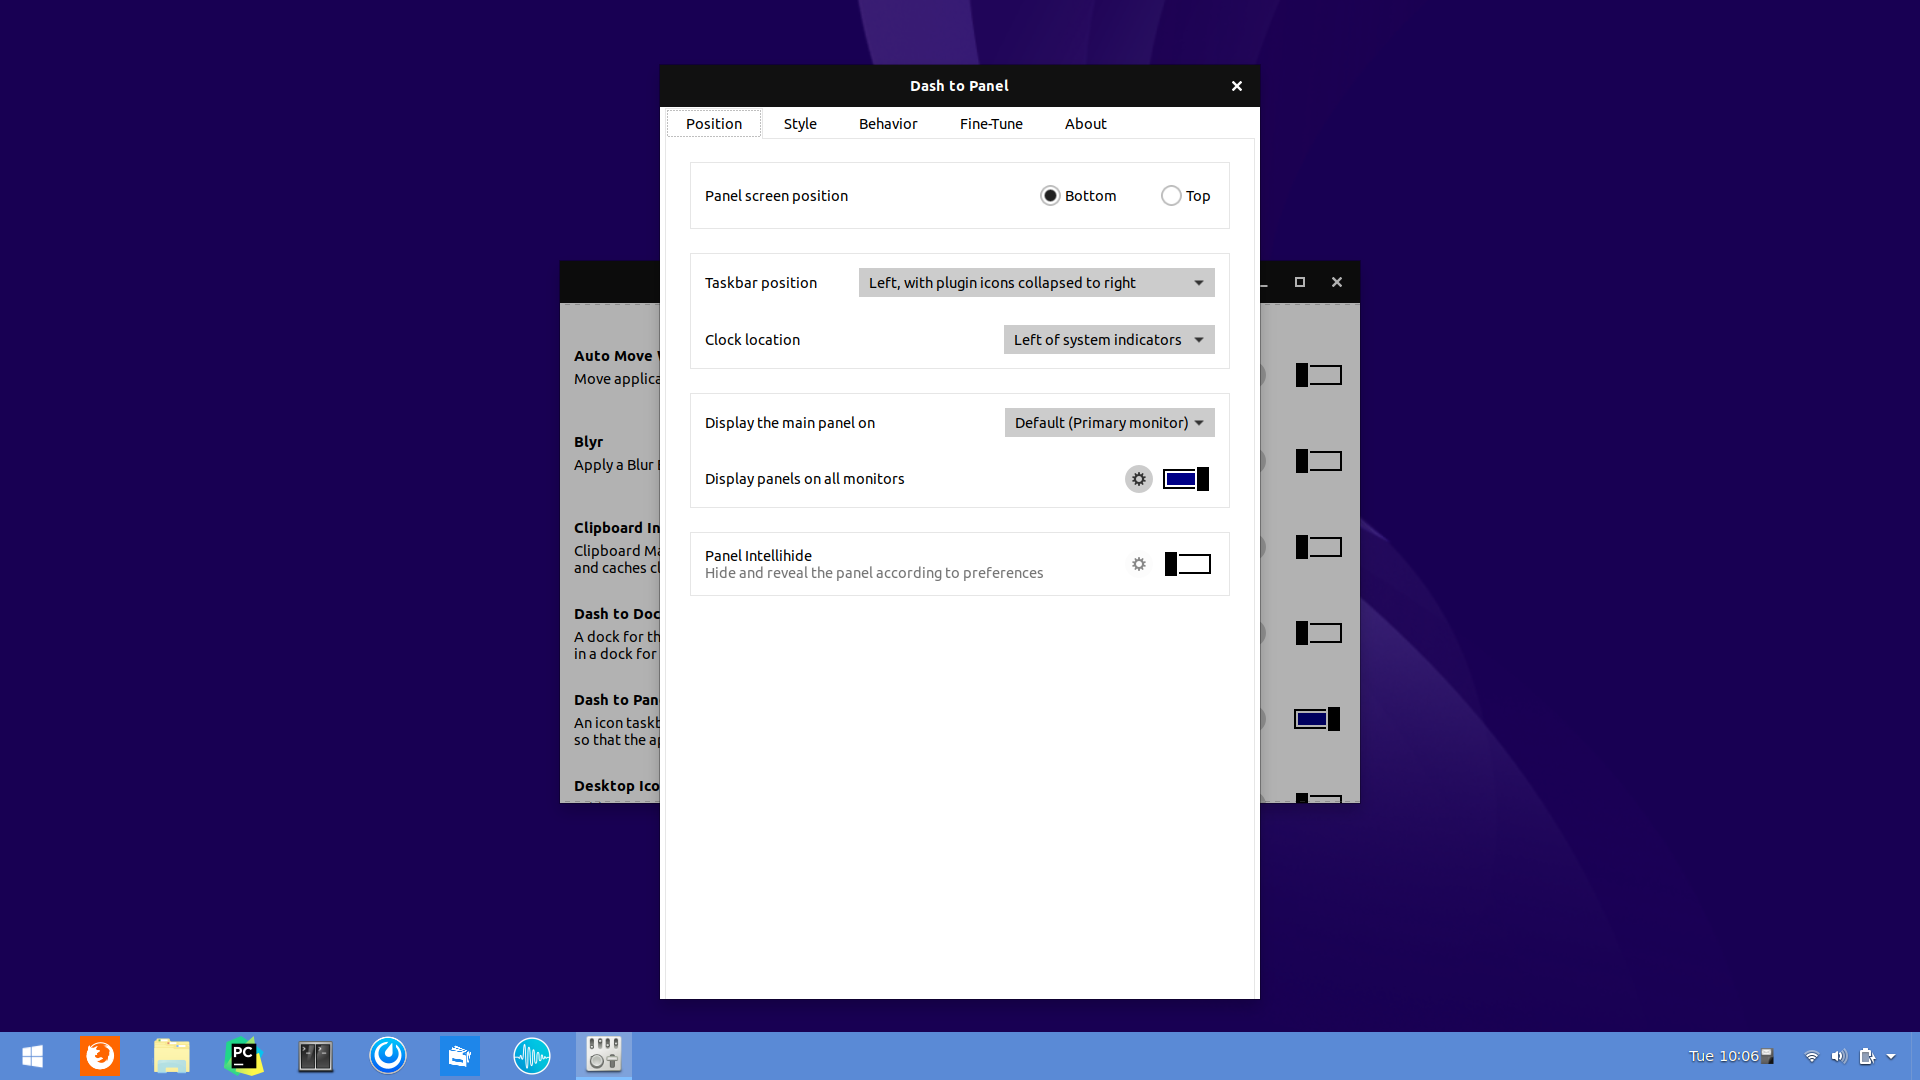 Dash to Panel
Position Style Behavior Fine-Tune About
Panel screen position Bottom Top
Taskbar position Left, with plugin icons collapsed to right
Clock location Left of system indicators
Display the main panel on Default (Primary monitor)
Display panels on all monitors
Panel Intellihide
Hide and reveal the panel according to preferences
Auto Move
Move applica
Blyr
Apply a Blur
Clipboard In
Clipboard Ma
and caches cl
Dash to Doc
A dock for th
in a dock for
Dash to Pan
An icon taskb
so that the ap
Desktop Ico
PC
Tue 10:06